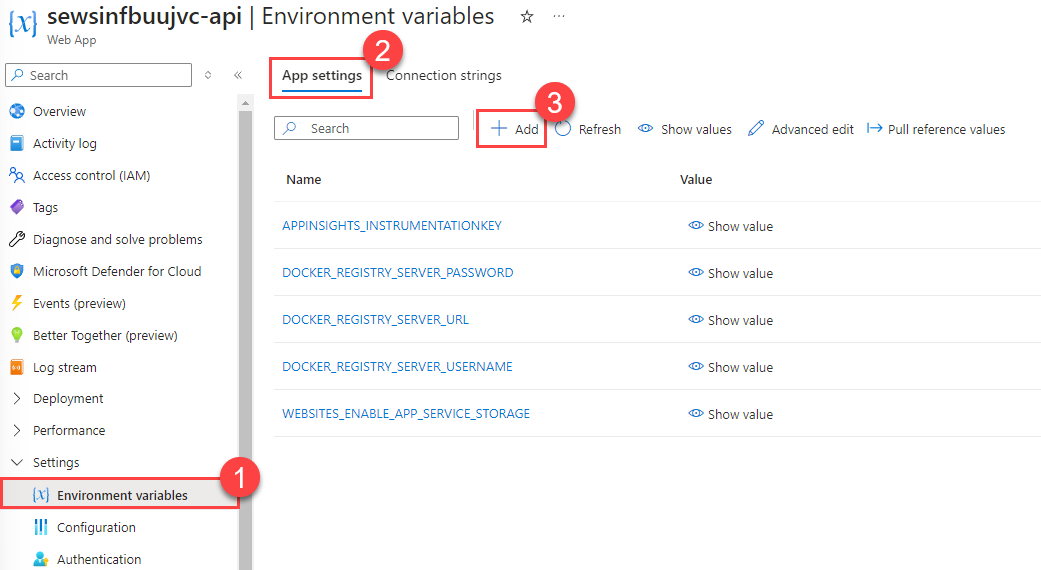 {x} sewsinfbuujvc-api | Environment variables ☆ ...
Web App
Search
Overview
Activity log
Access control (IAM)
Tags
Diagnose and solve problems
Microsoft Defender for Cloud
Events (preview)
Better Together (preview)
Log stream
Deployment
Performance
Settings
{x} Environment variables
1
Configuration
Authentication
App settings
2
Connection strings
Search
Add
3
Refresh
Show values
Advanced edit
Pull reference values
Name Value
APPINSIGHTS_INSTRUMENTATIONKEY Show value
DOCKER_REGISTRY_SERVER_PASSWORD Show value
DOCKER_REGISTRY_SERVER_URL Show value
DOCKER_REGISTRY_SERVER_USERNAME Show value
WEBSITES_ENABLE_APP_SERVICE_STORAGE Show value